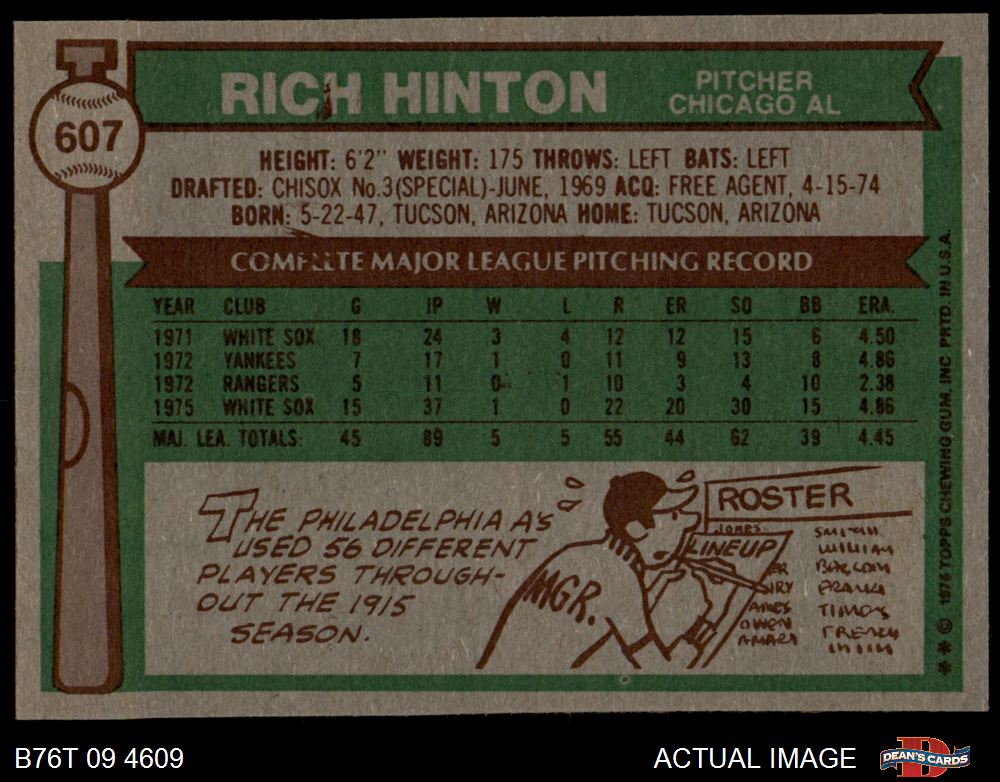 607
RICH HINTON
PITCHER
CHICAGO AL
HEIGHT: 6'2" WEIGHT: 175 THROWS: LEFT BATS: LEFT
DRAFTED: CHISOX No.3(SPECIAL)-JUNE, 1969 ACQ: FREE AGENT, 4-15-74
BORN: 5-22-47, TUCSON, ARIZONA HOME: TUCSON, ARIZONA
COMPLETE MAJOR LEAGUE PITCHING RECORD
YEAR CLUB G IP W L R ER SO BB ERA.
1971 WHITE SOX 18 24 3 4 12 12 15 6 4.50
1972 YANKEES 7 17 1 0 11 9 13 8 4.86
1972 RANGERS 5 11 0 1 10 3 4 10 2.38
1975 WHITE SOX 15 37 1 0 22 20 30 15 4.86
MAJ. LEA. TOTALS: 45 89 5 5 55 44 62 39 4.45
THE PHILADELPHIA A's
USED 56 DIFFERENT
PLAYERS THROUGH-
OUT THE 1915
SEASON.
MGR.
ROSTER
JONES
LINEUP
SMITH
WILLIAM
OWEN
FRENCH
** © 1976 TOPPS CHEWING GUM, INC PRTD. IN U.S.A.
B76T 09 4609
ACTUAL IMAGE
DEAN'S CARDS